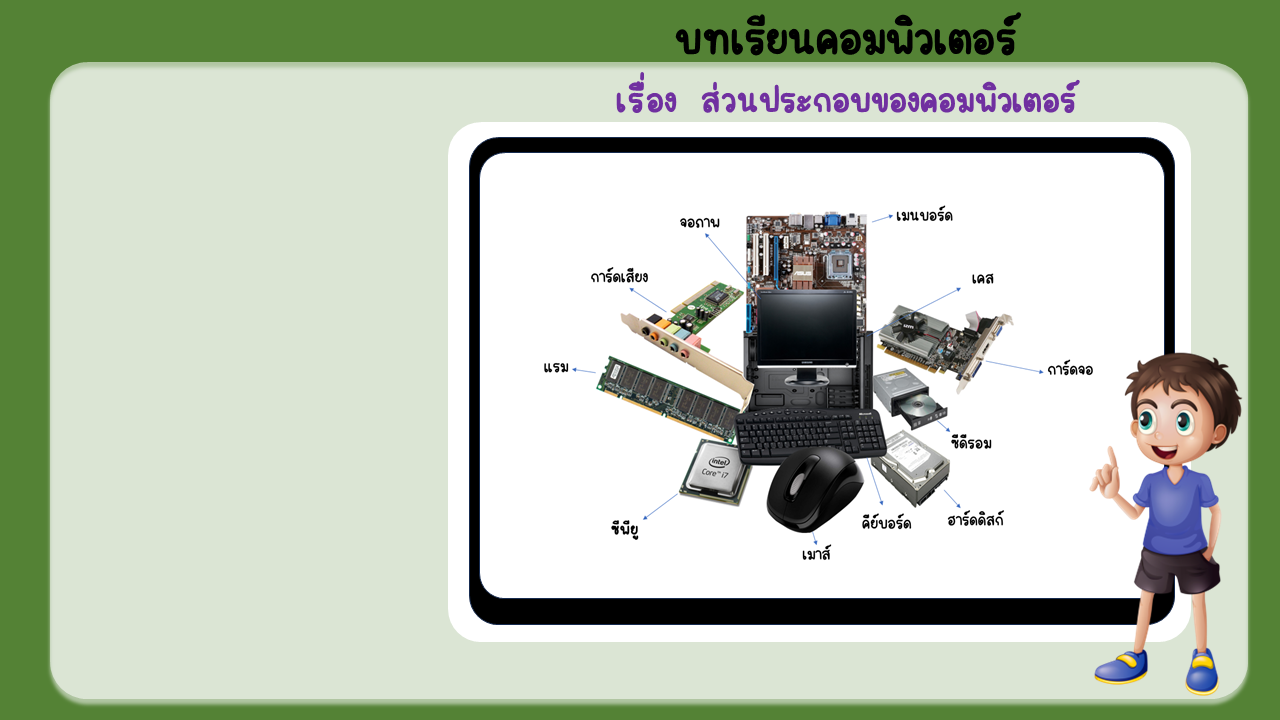 บทเรียนคอมพิวเตอร์
เรื่อง ส่วนประกอบของคอมพิวเตอร์
เมนบอร์ด
จอภาพ
การ์ดเสียง
เคส
แรม
การ์ดจอ
ซีดีรอม
intel
Core™ i7
ซีพียู
คีย์บอร์ด
ฮาร์ดดิสก์
เมาส์